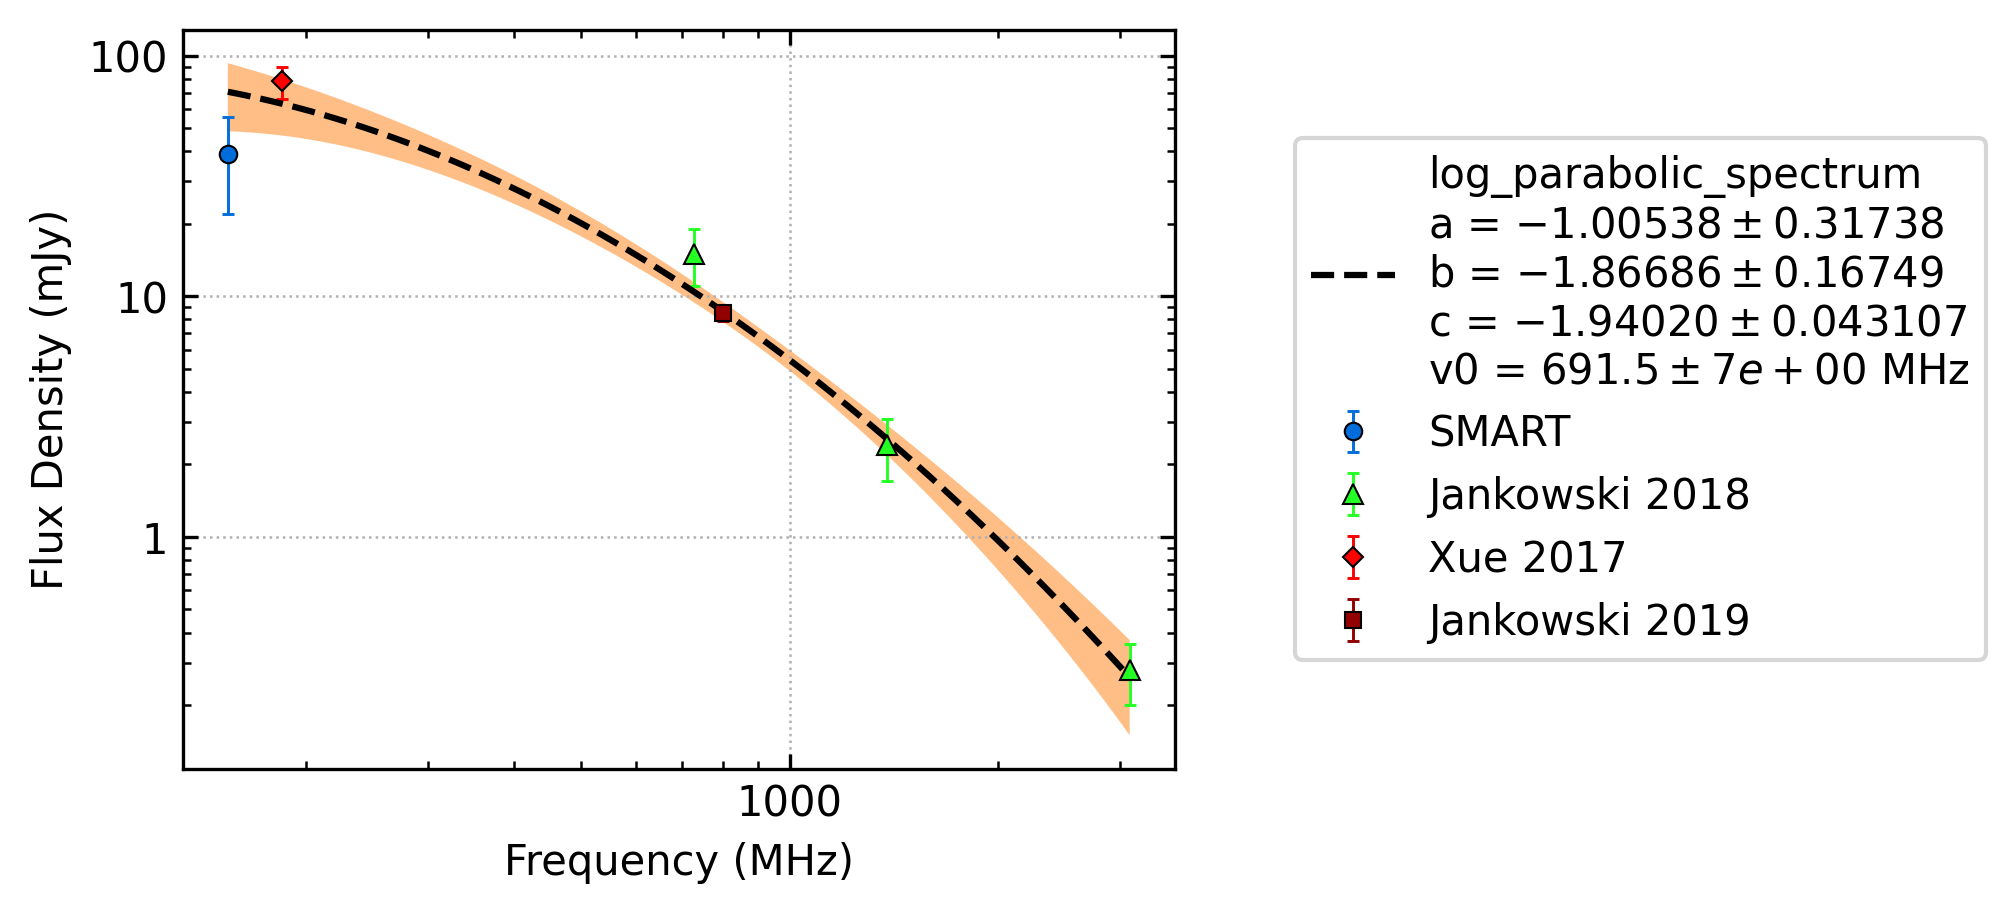 100
10
1
Flux Density (mJy)
1000
Frequency (MHz)
log_parabolic_spectrum
a = −1.00538 ± 0.31738
b = −1.86686 ± 0.16749
c = −1.94020 ± 0.043107
v0 = 691.5 ± 7e + 00 MHz
SMART
Jankowski 2018
Xue 2017
Jankowski 2019